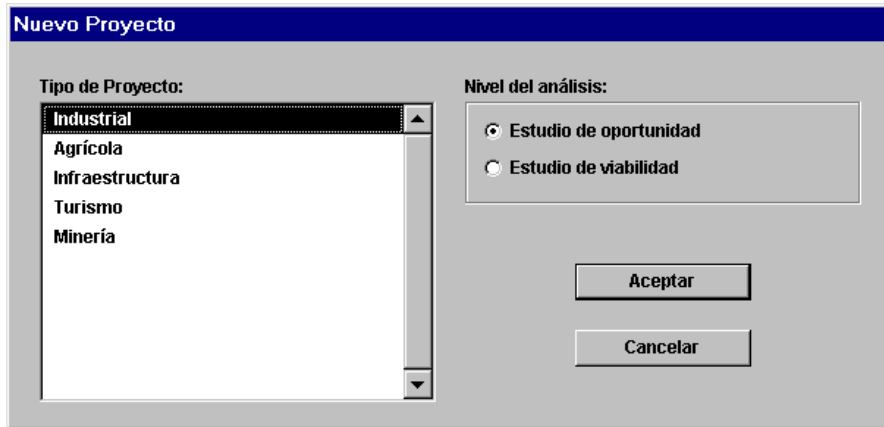 Nuevo Proyecto
Tipo de Proyecto:
Industrial
Agrícola
Infraestructura
Turismo
Minería
Nivel del análisis:
Estudio de oportunidad
Estudio de viabilidad
Aceptar
Cancelar